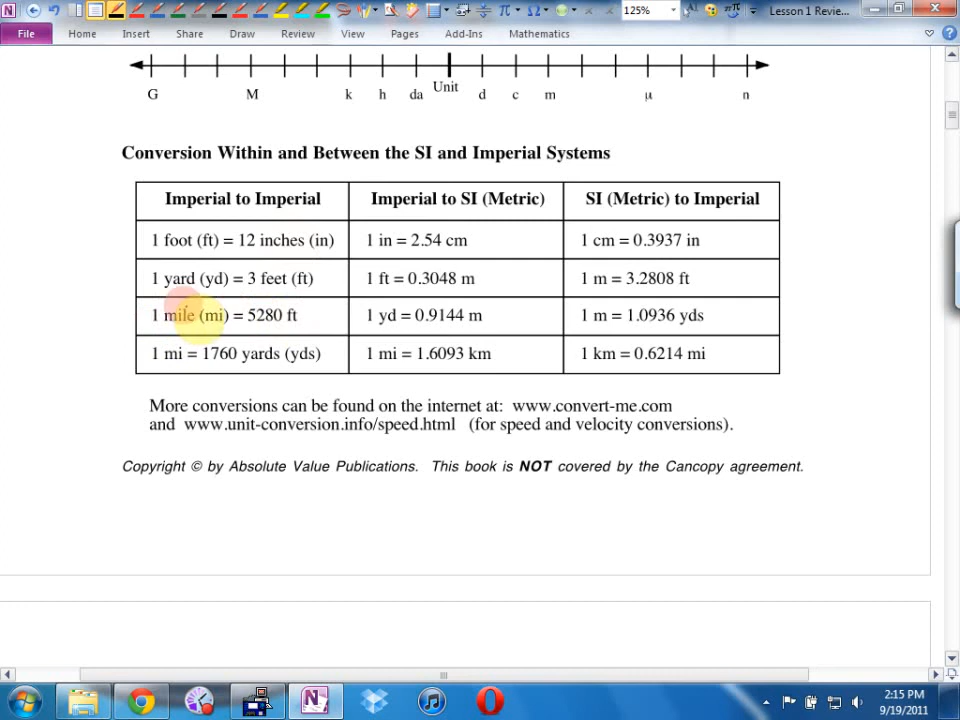 125%
Lesson 1 Revie...
File Home Insert Share Draw Review View Pages Add-Ins Mathematics
G M k h da Unit d c m μ n
Conversion Within and Between the SI and Imperial Systems
Imperial to Imperial Imperial to SI (Metric) SI (Metric) to Imperial
1 foot (ft) = 12 inches (in) 1 in = 2.54 cm 1 cm = 0.3937 in
1 yard (yd) = 3 feet (ft) 1 ft = 0.3048 m 1 m = 3.2808 ft
1 mile (mi) = 5280 ft 1 yd = 0.9144 m 1 m = 1.0936 yds
1 mi = 1760 yards (yds) 1 mi = 1.6093 km 1 km = 0.6214 mi
More conversions can be found on the internet at: www.convert-me.com
and www.unit-conversion.info/speed.html (for speed and velocity conversions).
Copyright © by Absolute Value Publications. This book is NOT covered by the Cancopy agreement.
2:15 PM
9/19/2011